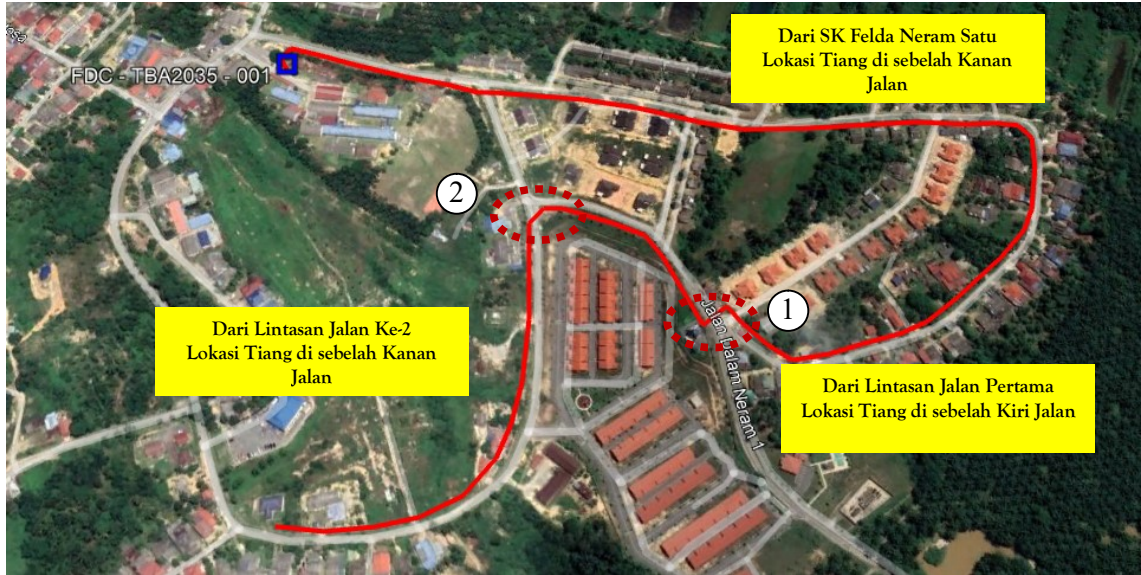 Dari SK Felda Neram Satu
Lokasi Tiang di sebelah Kanan
Jalan
FDC - TBA2035 - 001
2
1
Jalan Dalam Neram 1
Dari Lintasan Jalan Ke-2
Lokasi Tiang di sebelah Kanan
Jalan
Dari Lintasan Jalan Pertama
Lokasi Tiang di sebelah Kiri Jalan